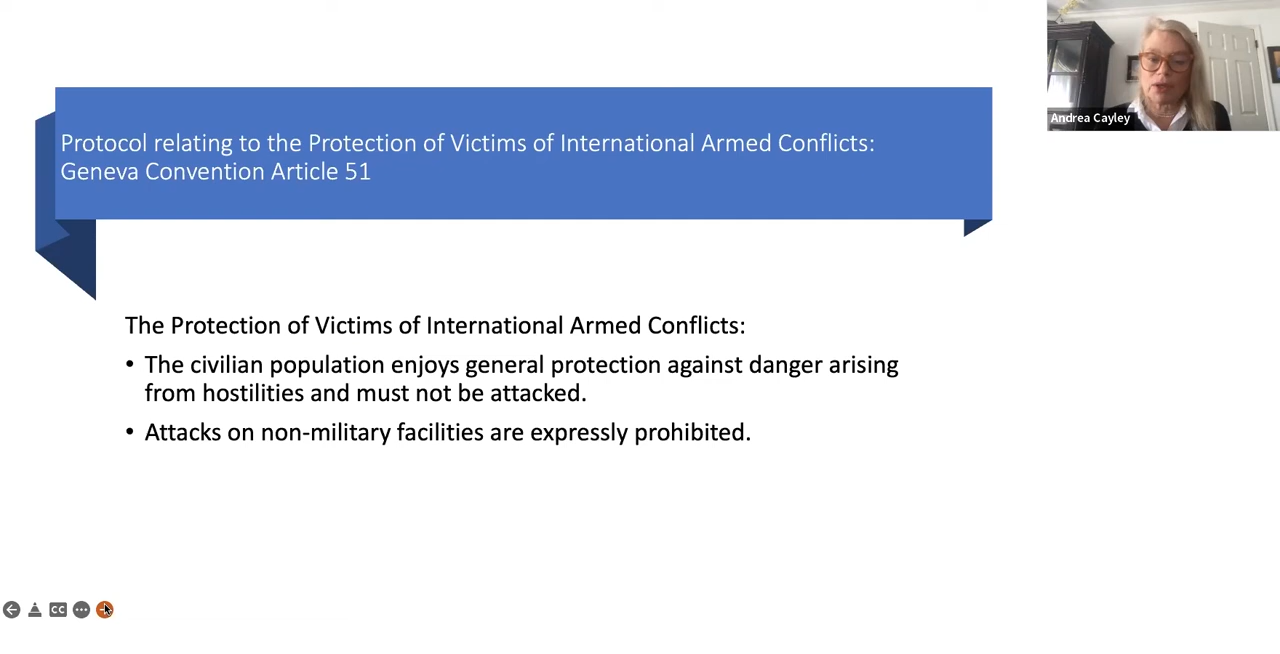 Protocol relating to the Protection of Victims of International Armed Conflicts:
Geneva Convention Article 51
Andrea Cayley
The Protection of Victims of International Armed Conflicts:
• The civilian population enjoys general protection against danger arising
from hostilities and must not be attacked.
• Attacks on non-military facilities are expressly prohibited.
CC